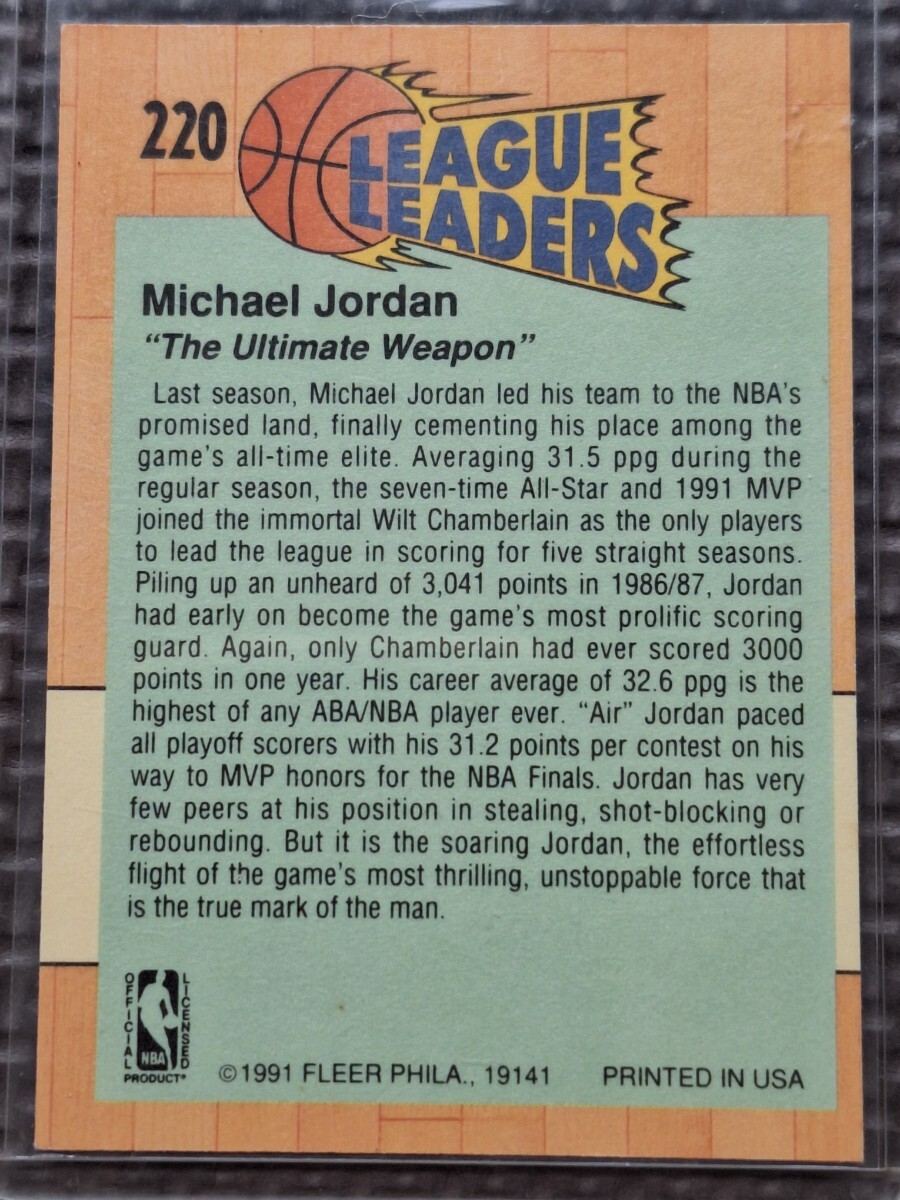 220
LEAGUE
LEADERS
Michael Jordan
“The Ultimate Weapon”
Last season, Michael Jordan led his team to the NBA's
promised land, finally cementing his place among the
game's all-time elite. Averaging 31.5 ppg during the
regular season, the seven-time All-Star and 1991 MVP
joined the immortal Wilt Chamberlain as the only players
to lead the league in scoring for five straight seasons.
Piling up an unheard of 3,041 points in 1986/87, Jordan
had early on become the game's most prolific scoring
guard. Again, only Chamberlain had ever scored 3000
points in one year. His career average of 32.6 ppg is the
highest of any ABA/NBA player ever. “Air” Jordan paced
all playoff scorers with his 31.2 points per contest on his
way to MVP honors for the NBA Finals. Jordan has very
few peers at his position in stealing, shot-blocking or
rebounding. But it is the soaring Jordan, the effortless
flight of the game's most thrilling, unstoppable force that
is the true mark of the man.
OFFICIAL
LICENSED
NBA
PRODUCT®
©1991 FLEER PHILA., 19141 PRINTED IN USA